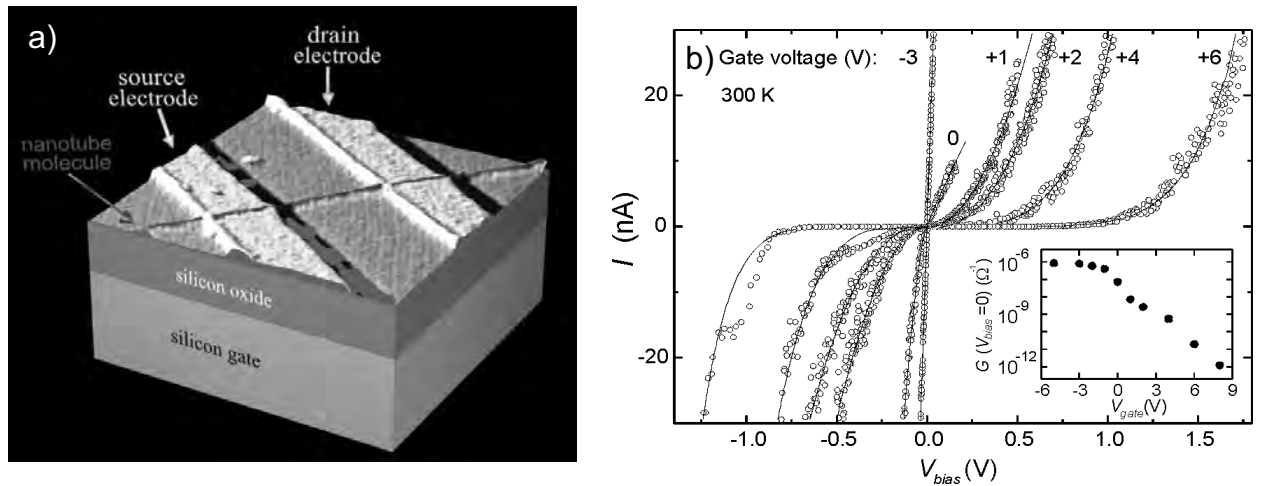 a)
drain
electrode
source
electrode
nanotube
molecule
silicon oxide
silicon gate
b)
Gate voltage (V): -3 +1 +2 +4 +6
300 K
0
20
0
-20
I (nA)
-1.0 -0.5 0.0 0.5 1.0 1.5
V_bias (V)
G (V_bias=0) (Ω⁻¹)
10⁻⁶
10⁻⁹
10⁻¹²
-6 -3 0 3 6 9
V_gate(V)